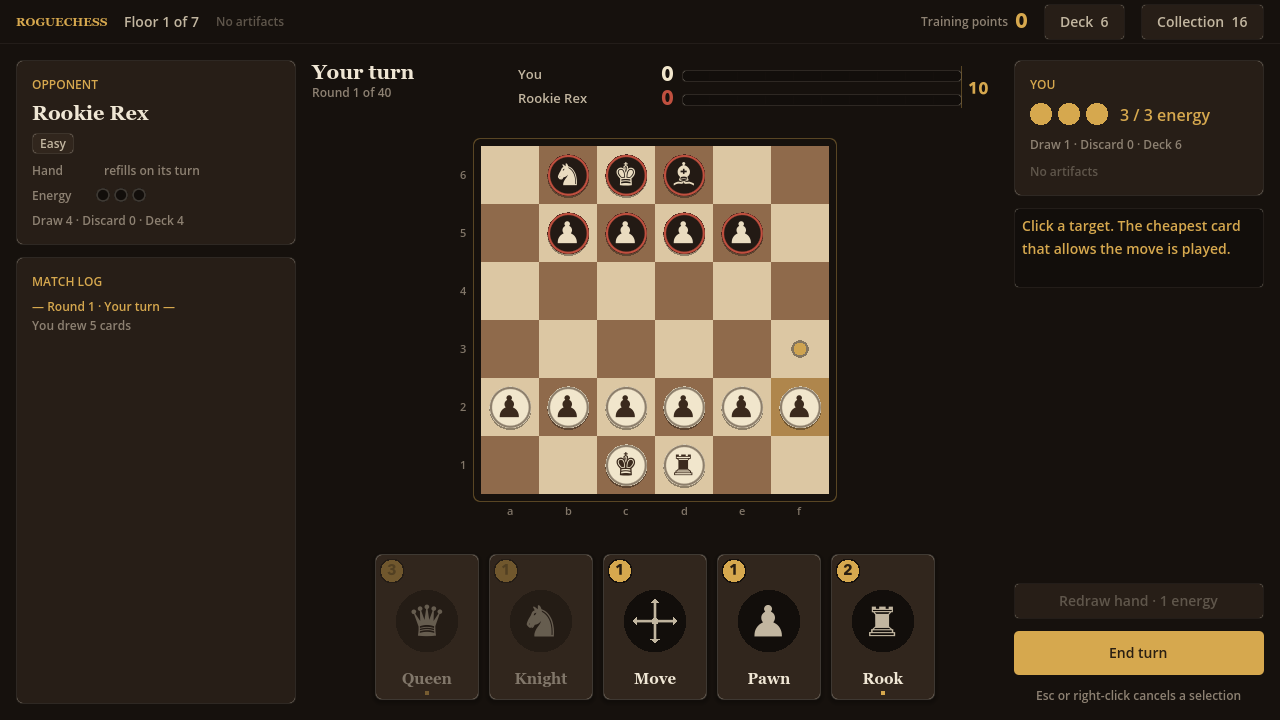 ROGUECHESS
Floor 1 of 7
No artifacts
Training points 0
Deck 6
Collection 16
OPPONENT
Rookie Rex
Easy
Hand refills on its turn
Energy
Draw 4 · Discard 0 · Deck 4
MATCH LOG
— Round 1 · Your turn —
You drew 5 cards
Your turn
Round 1 of 40
You 0
Rookie Rex 0
10
6
5
4
3
2
1
a b c d e f
3
Queen
1
Knight
1
Move
1
Pawn
2
Rook
YOU
3 / 3 energy
Draw 1 · Discard 0 · Deck 6
No artifacts
Click a target. The cheapest card
that allows the move is played.
Redraw hand · 1 energy
End turn
Esc or right-click cancels a selection